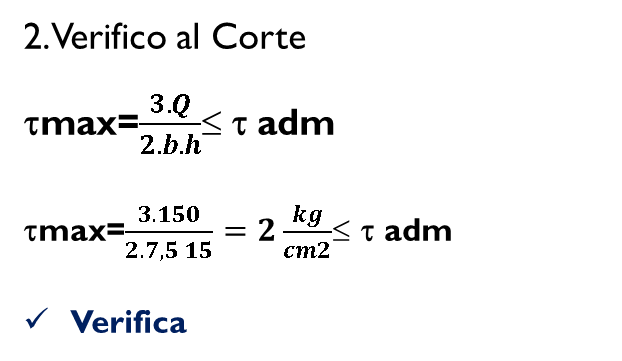 2.Verifico al Corte
τmax=3.Q/2.b.h≤ τ adm
τmax=3.150/2.7,5 15 = 2 kg/cm2≤ τ adm
✓ Verifica